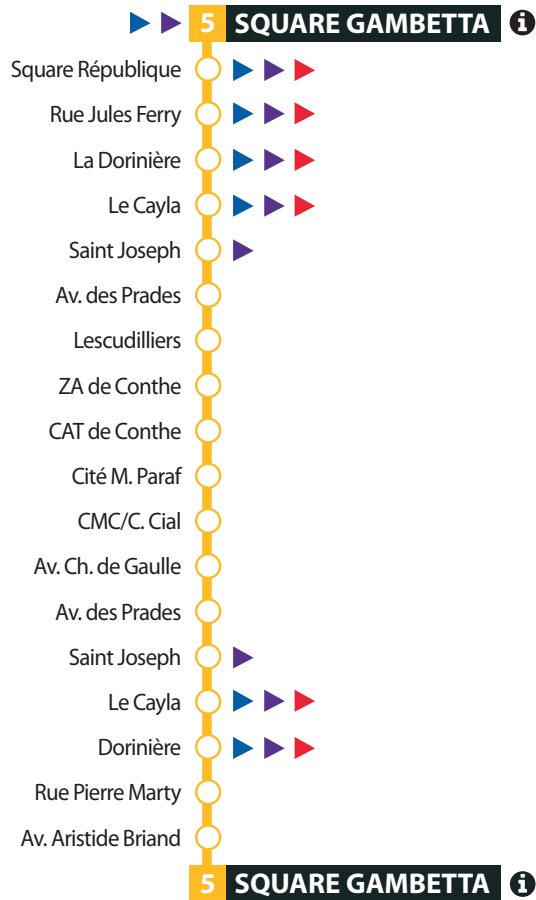 5 SQUARE GAMBETTA i
Square République
Rue Jules Ferry
La Dorinière
Le Cayla
Saint Joseph
Av. des Prades
Lescudilliers
ZA de Conthe
CAT de Conthe
Cité M. Paraf
CMC/C. Cial
Av. Ch. de Gaulle
Av. des Prades
Saint Joseph
Le Cayla
Dorinière
Rue Pierre Marty
Av. Aristide Briand
5 SQUARE GAMBETTA i